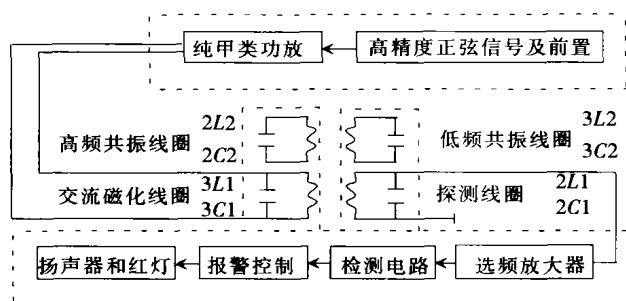 纯甲类功放
高精度正弦信号及前置
高频共振线圈
2L2
2C2
低频共振线圈
3L2
3C2
交流磁化线圈
3L1
3C1
探测线圈
2L1
2C1
扬声器和红灯
报警控制
检测电路
选频放大器